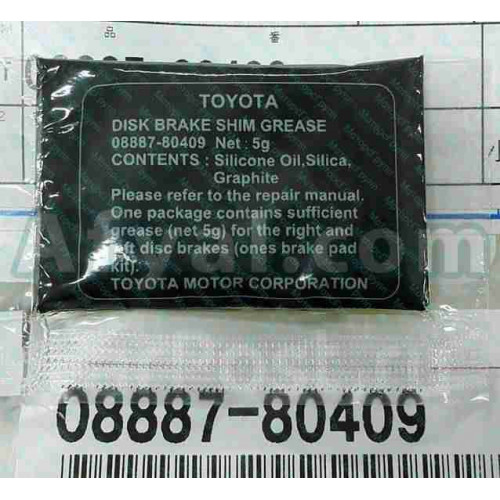 品
番
TOYOTA
DISK BRAKE SHIM GREASE
08887-80409 Net : 5g
CONTENTS : Silicone Oil,Silica,
Graphite
Please refer to the repair manual.
One package contains sufficient
grease (net 5g) for the right and
left disc brakes (ones brake pad
kit).
TOYOTA MOTOR CORPORATION
08887-80409